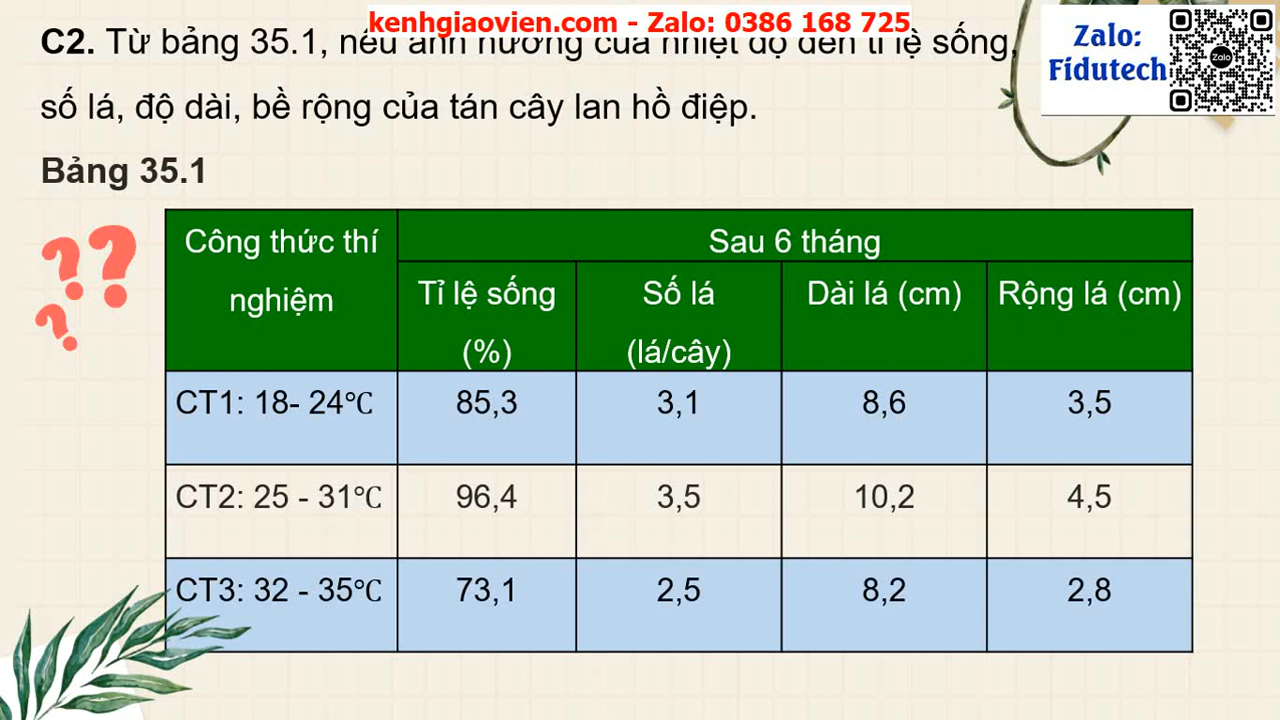 kenhgiaovien.com - Zalo: 0386 168 725
C2. Từ bảng 35.1, nêu ảnh hưởng của nhiệt độ đến tỉ lệ sống,
số lá, độ dài, bề rộng của tán cây lan hồ điệp.
Zalo:
Fidutech
Zalo
Bảng 35.1
Công thức thí
nghiệm
Sau 6 tháng
Tỉ lệ sống
(%)
Số lá
(lá/cây)
Dài lá (cm)
Rộng lá (cm)
CT1: 18- 24℃
85,3
3,1
8,6
3,5
CT2: 25 - 31℃
96,4
3,5
10,2
4,5
CT3: 32 - 35℃
73,1
2,5
8,2
2,8